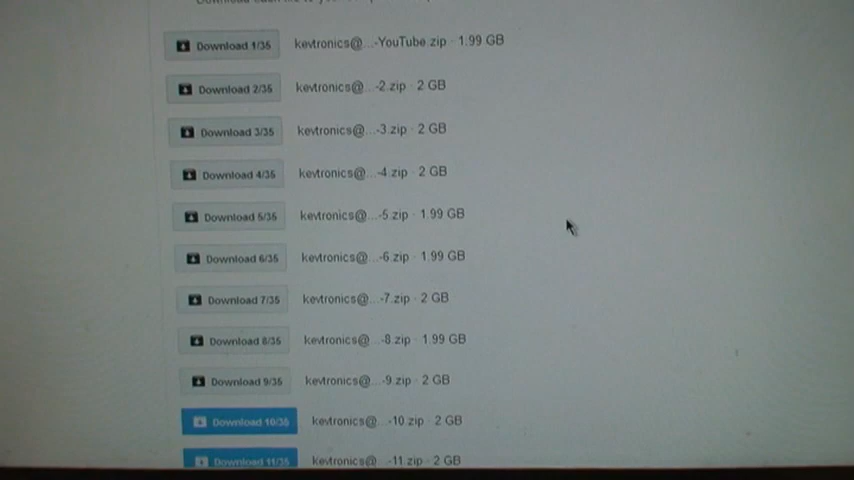 Download 1/35 kevtronics@...-YouTube.zip · 1.99 GB
Download 2/35 kevtronics@...-2.zip · 2 GB
Download 3/35 kevtronics@...-3.zip · 2 GB
Download 4/35 kevtronics@...-4.zip · 2 GB
Download 5/35 kevtronics@...-5.zip · 1.99 GB
Download 6/35 kevtronics@...-6.zip · 1.99 GB
Download 7/35 kevtronics@...-7.zip · 2 GB
Download 8/35 kevtronics@...-8.zip · 1.99 GB
Download 9/35 kevtronics@...-9.zip · 2 GB
Download 10/35 kevtronics@...-10.zip · 2 GB
Download 11/35 kevtronics@...-11.zip · 2 GB